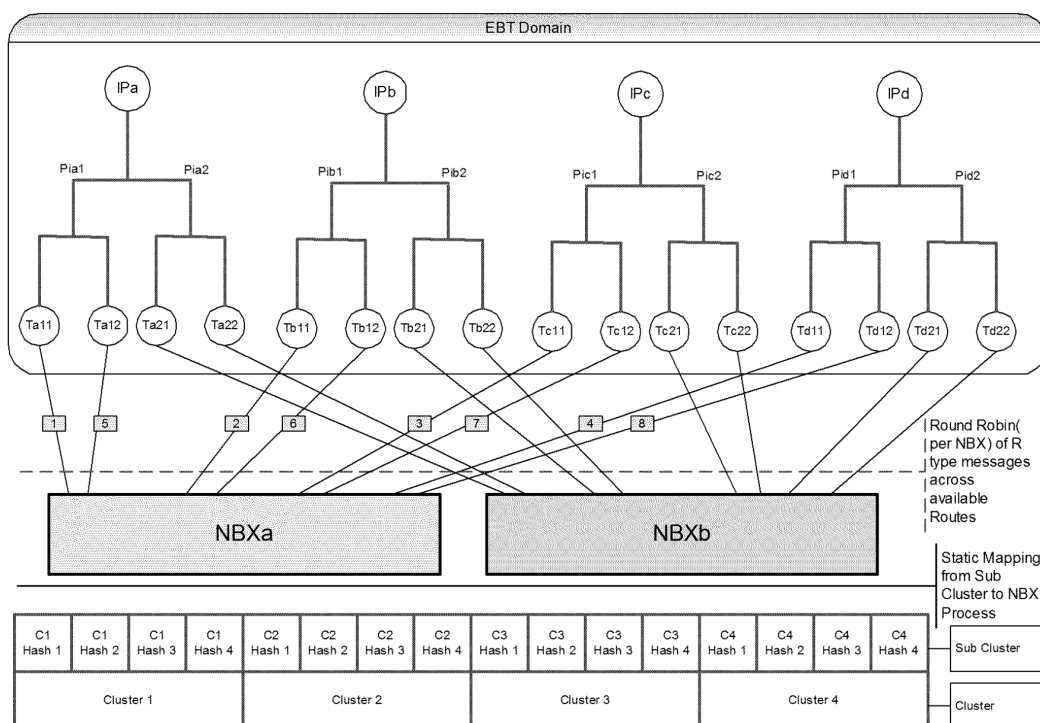 EBT Domain
IPa
IPb
IPc
IPd
Pia1
Pia2
Pib1
Pib2
Pic1
Pic2
Pid1
Pid2
Ta11
Ta12
Ta21
Ta22
Tb11
Tb12
Tb21
Tb22
Tc11
Tc12
Tc21
Tc22
Td11
Td12
Td21
Td22
1
5
2
6
3
7
4
8
Round Robin(
per NBX) of R
type messages
across
available
Routes
NBXa
NBXb
Static Mapping
from Sub
Cluster to NBX
Process
C1
Hash 1
C1
Hash 2
C1
Hash 3
C1
Hash 4
C2
Hash 1
C2
Hash 2
C2
Hash 3
C2
Hash 4
C3
Hash 1
C3
Hash 2
C3
Hash 3
C3
Hash 4
C4
Hash 1
C4
Hash 2
C4
Hash 3
C4
Hash 4
Sub Cluster
Cluster 1
Cluster 2
Cluster 3
Cluster 4
Cluster